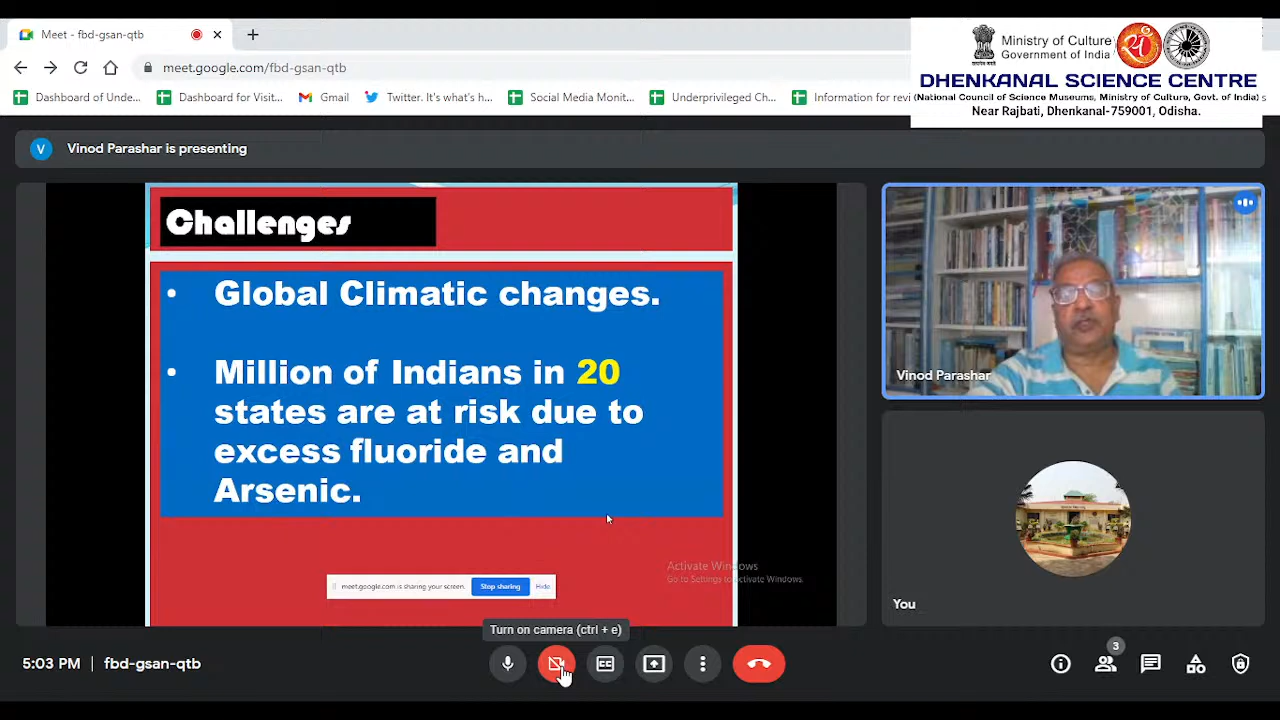 Meet - fbd-gsan-qtb
meet.google.com/fbd-gsan-qtb
Dashboard of Unde...
Dashboard for Visit...
Gmail
Twitter. It's what's h...
Social Media Monit...
Underprivileged Ch...
Information for revi
Ministry of Culture
Government of India
DHENKANAL SCIENCE CENTRE
(National Council of Science Museums, Ministry of Culture, Govt. of India)
Near Rajbati, Dhenkanal-759001, Odisha.
V
Vinod Parashar is presenting
Challenges
• Global Climatic changes.
• Million of Indians in 20
states are at risk due to
excess fluoride and
Arsenic.
Activate Windows
Go to Settings to activate Windows.
meet.google.com is sharing your screen.
Stop sharing
Hide
Vinod Parashar
You
Turn on camera (ctrl + e)
5:03 PM | fbd-gsan-qtb
CC
3